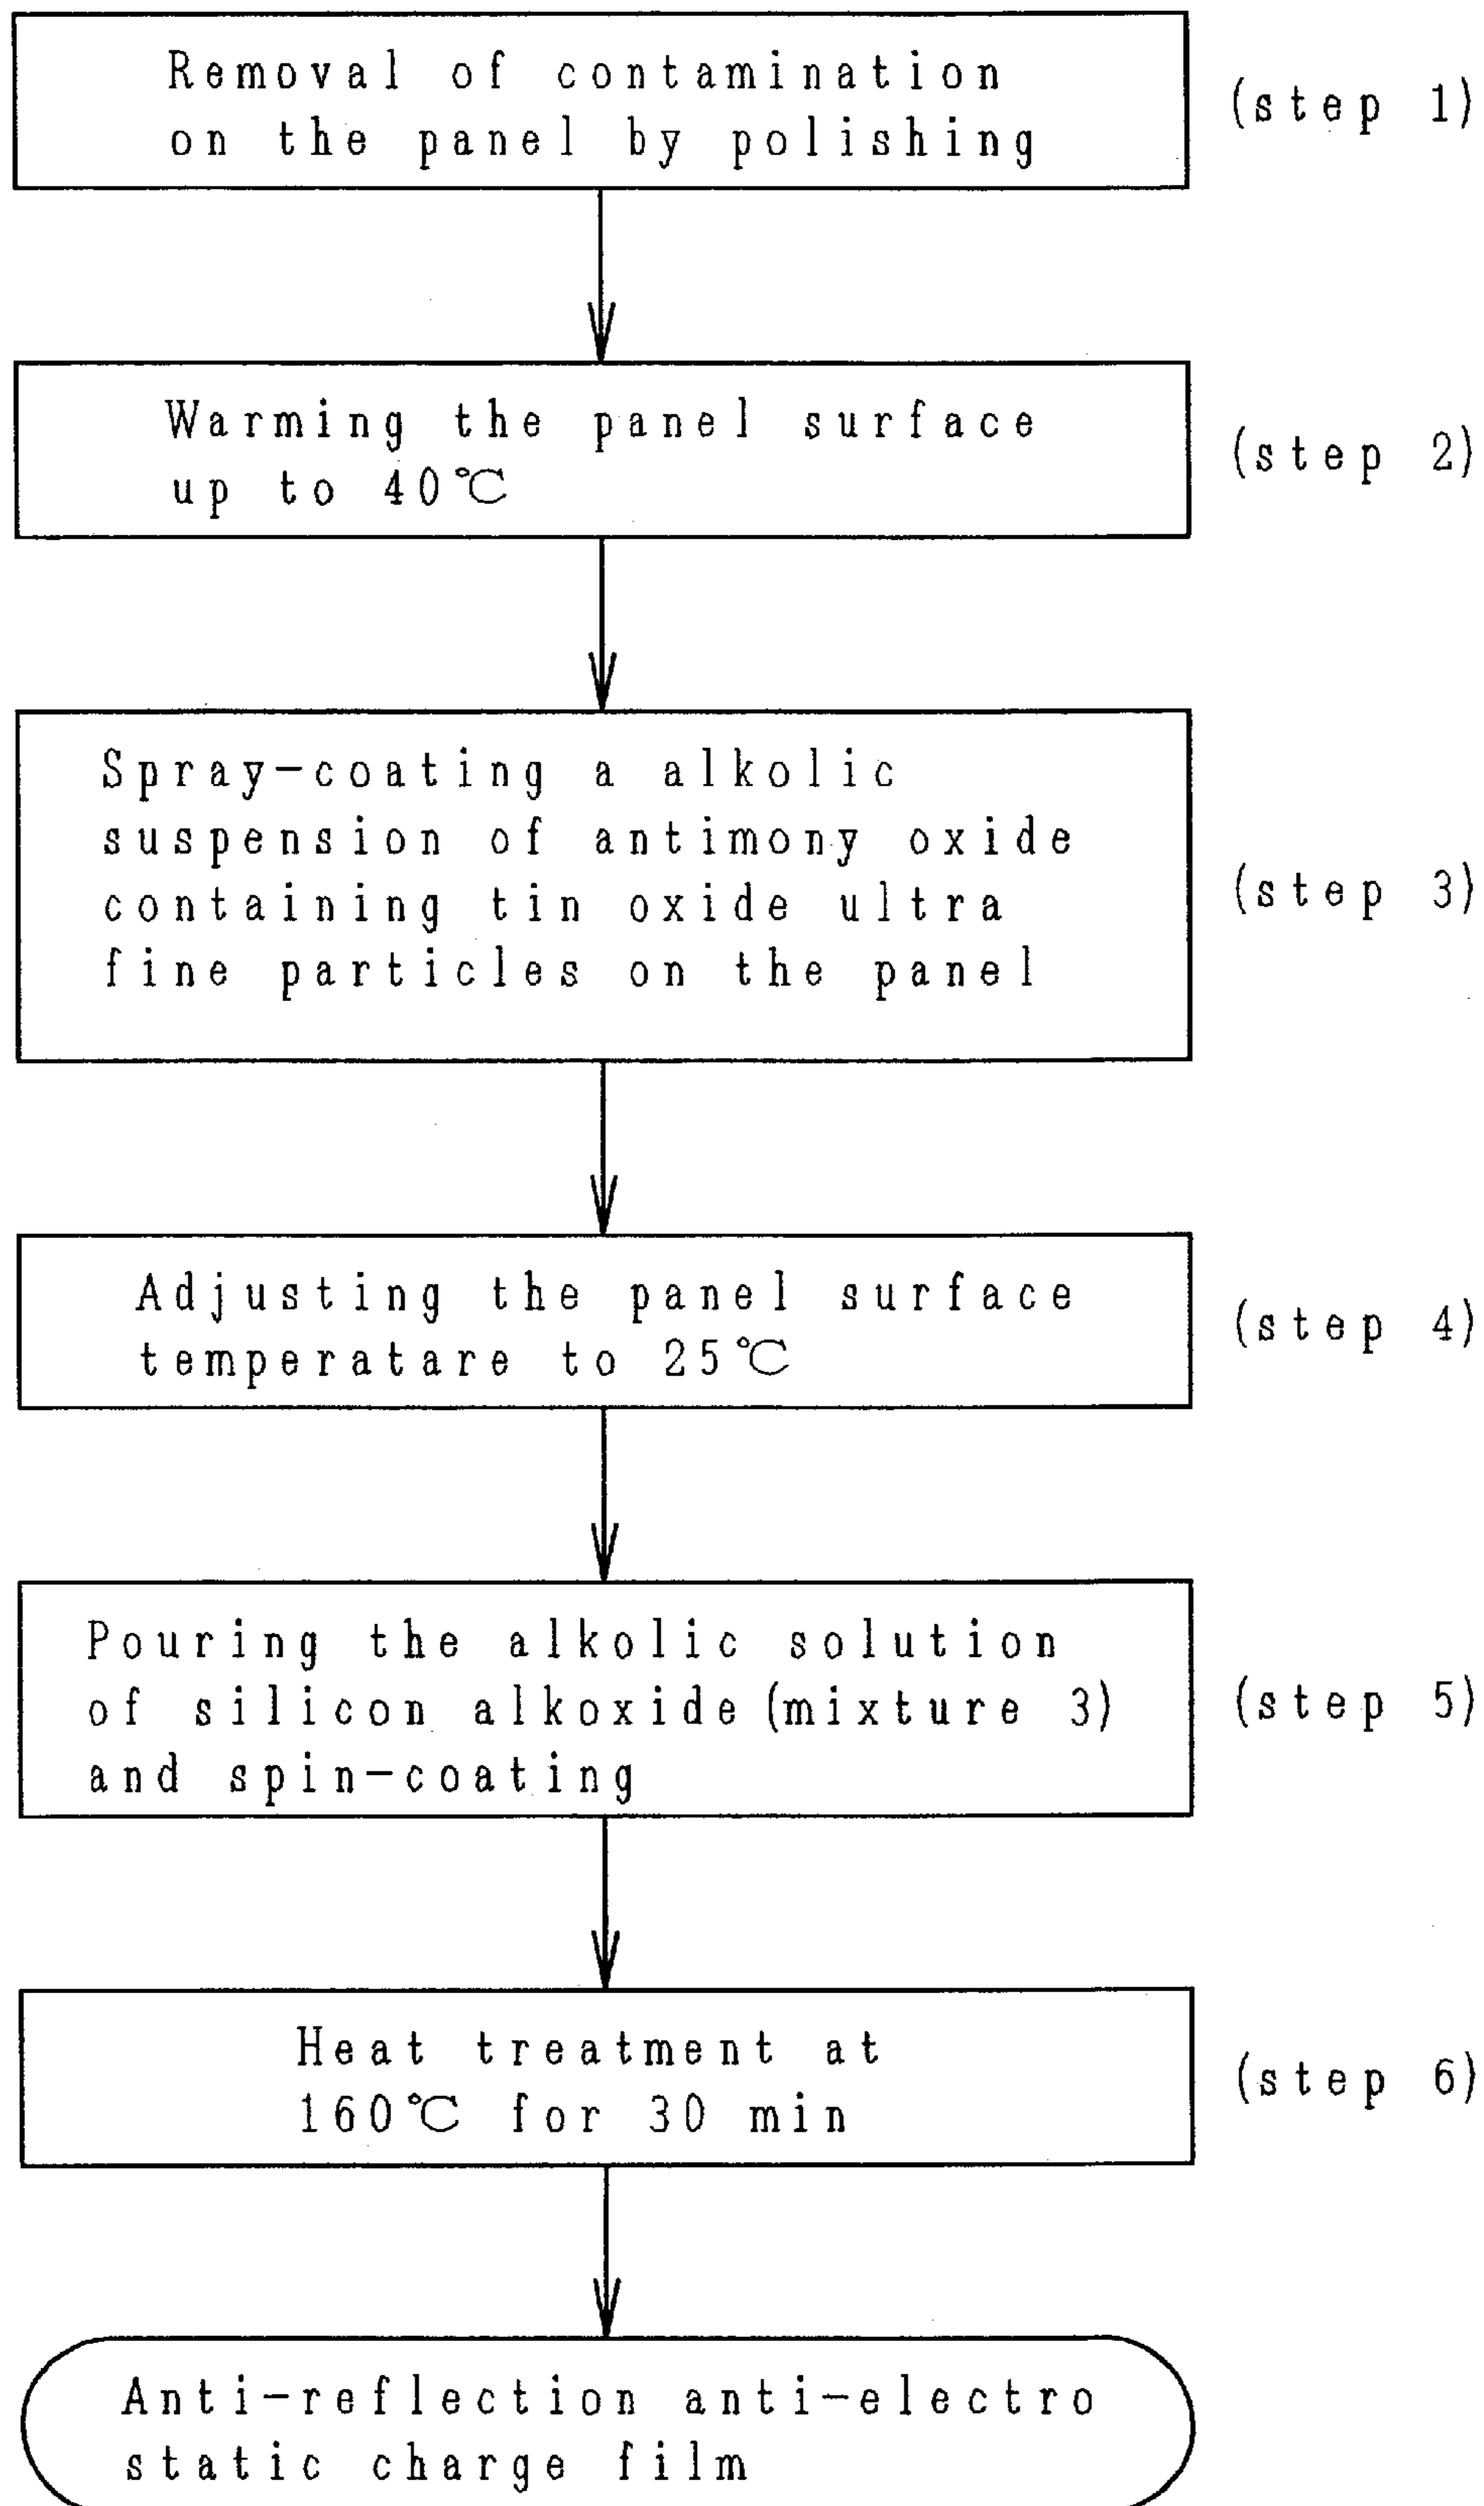 Removal of contamination
on the panel by polishing
(step 1)
Warming the panel surface
up to 40℃
(step 2)
Spray-coating a alkolic
suspension of antimony oxide
containing tin oxide ultra
fine particles on the panel
(step 3)
Adjusting the panel surface
temperatare to 25℃
(step 4)
Pouring the alkolic solution
of silicon alkoxide(mixture 3)
and spin-coating
(step 5)
Heat treatment at
160℃ for 30 min
(step 6)
Anti-reflection anti-electro
static charge film